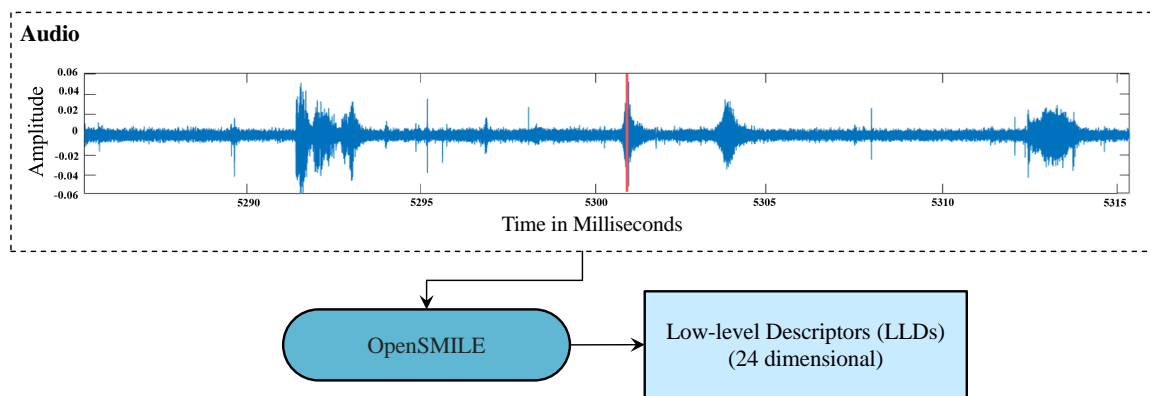 Audio
0.06
0.04
0.02
0
-0.02
-0.04
-0.06
Amplitude
5290 5295 5300 5305 5310 5315
Time in Milliseconds
OpenSMILE
Low-level Descriptors (LLDs)
(24 dimensional)